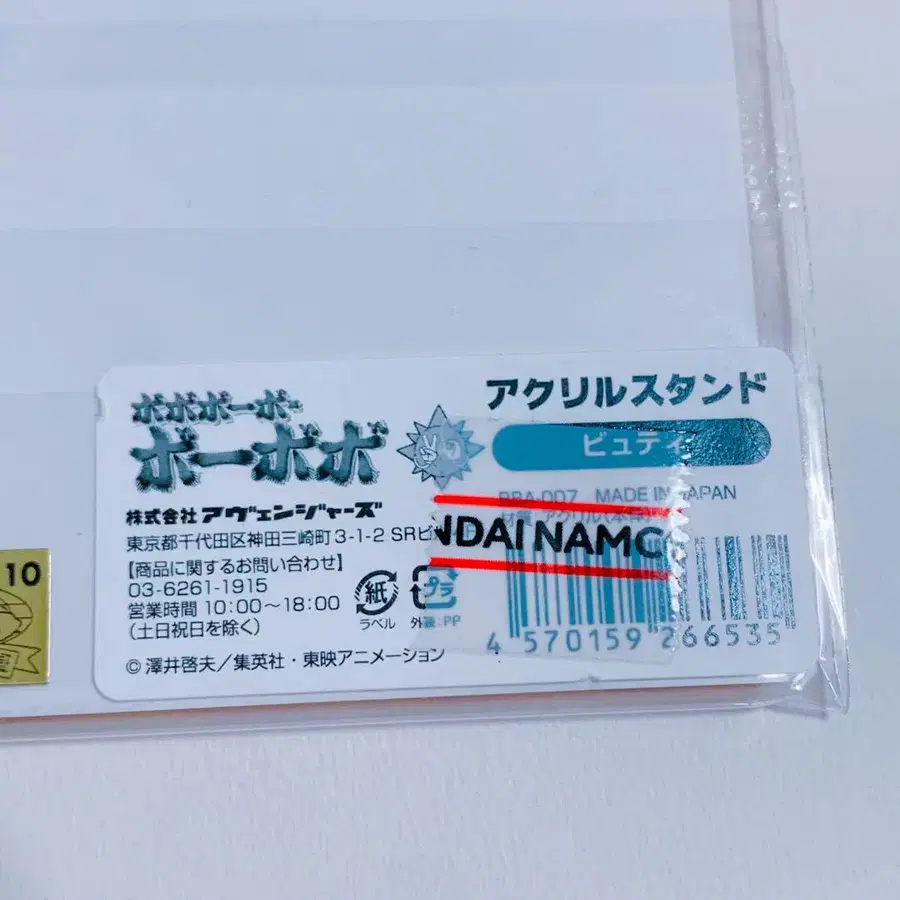 ボボボーボ・
ボーボボ
アクリルスタンド
ビュティ
BBA-007 MADE IN JAPAN
株式会社アヴェンジャーズ
東京都千代田区神田三崎町3-1-2 SRビ
【商品に関するお問い合わせ】
03-6261-1915
営業時間 10:00～18:00
(土日祝日を除く)
紙
ラベル
プラ
外装:PP
NDAI NAMC
4 570159 266535
©澤井啓夫/集英社・東映アニメーション
10